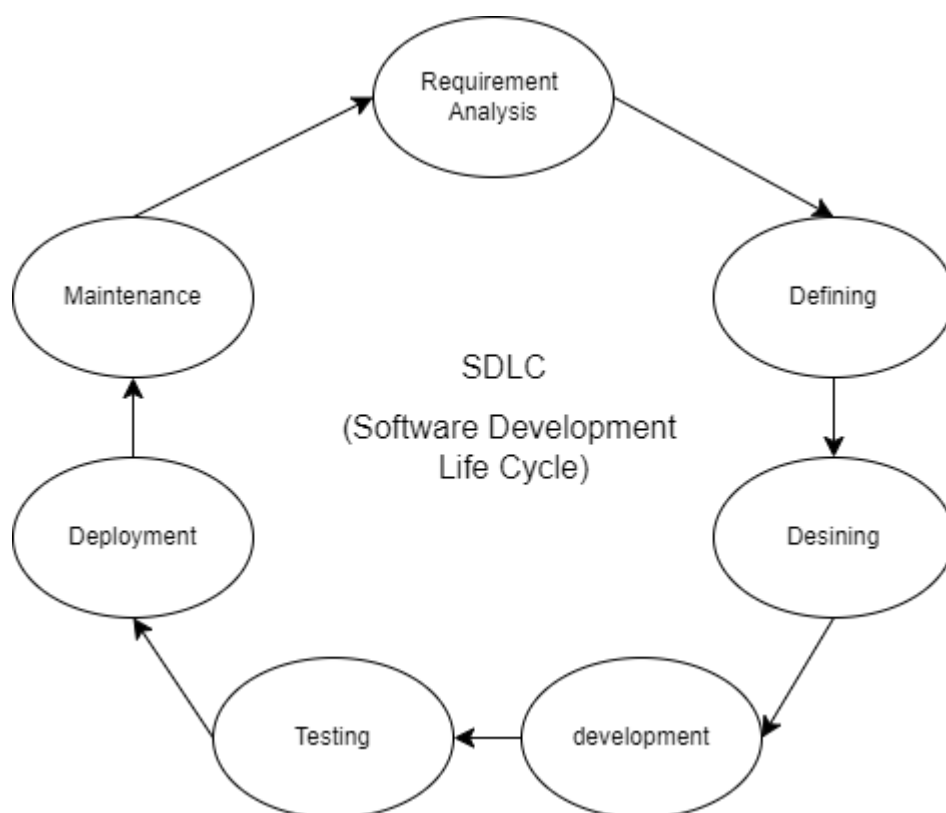 Requirement
Analysis
Maintenance
Defining
SDLC
(Software Development
Life Cycle)
Deployment
Desining
Testing
development